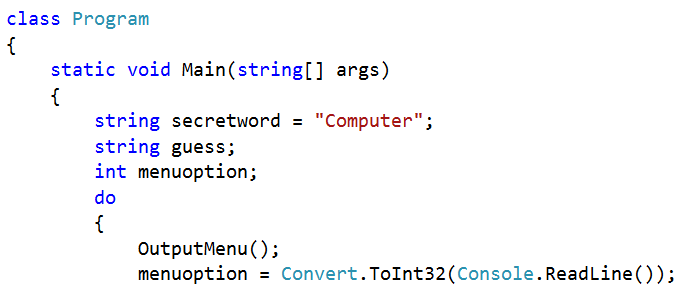 class Program
{
    static void Main(string[] args)
    {
        string secretword = "Computer";
        string guess;
        int menuoption;
        do
        {
            OutputMenu();
            menuoption = Convert.ToInt32(Console.ReadLine());